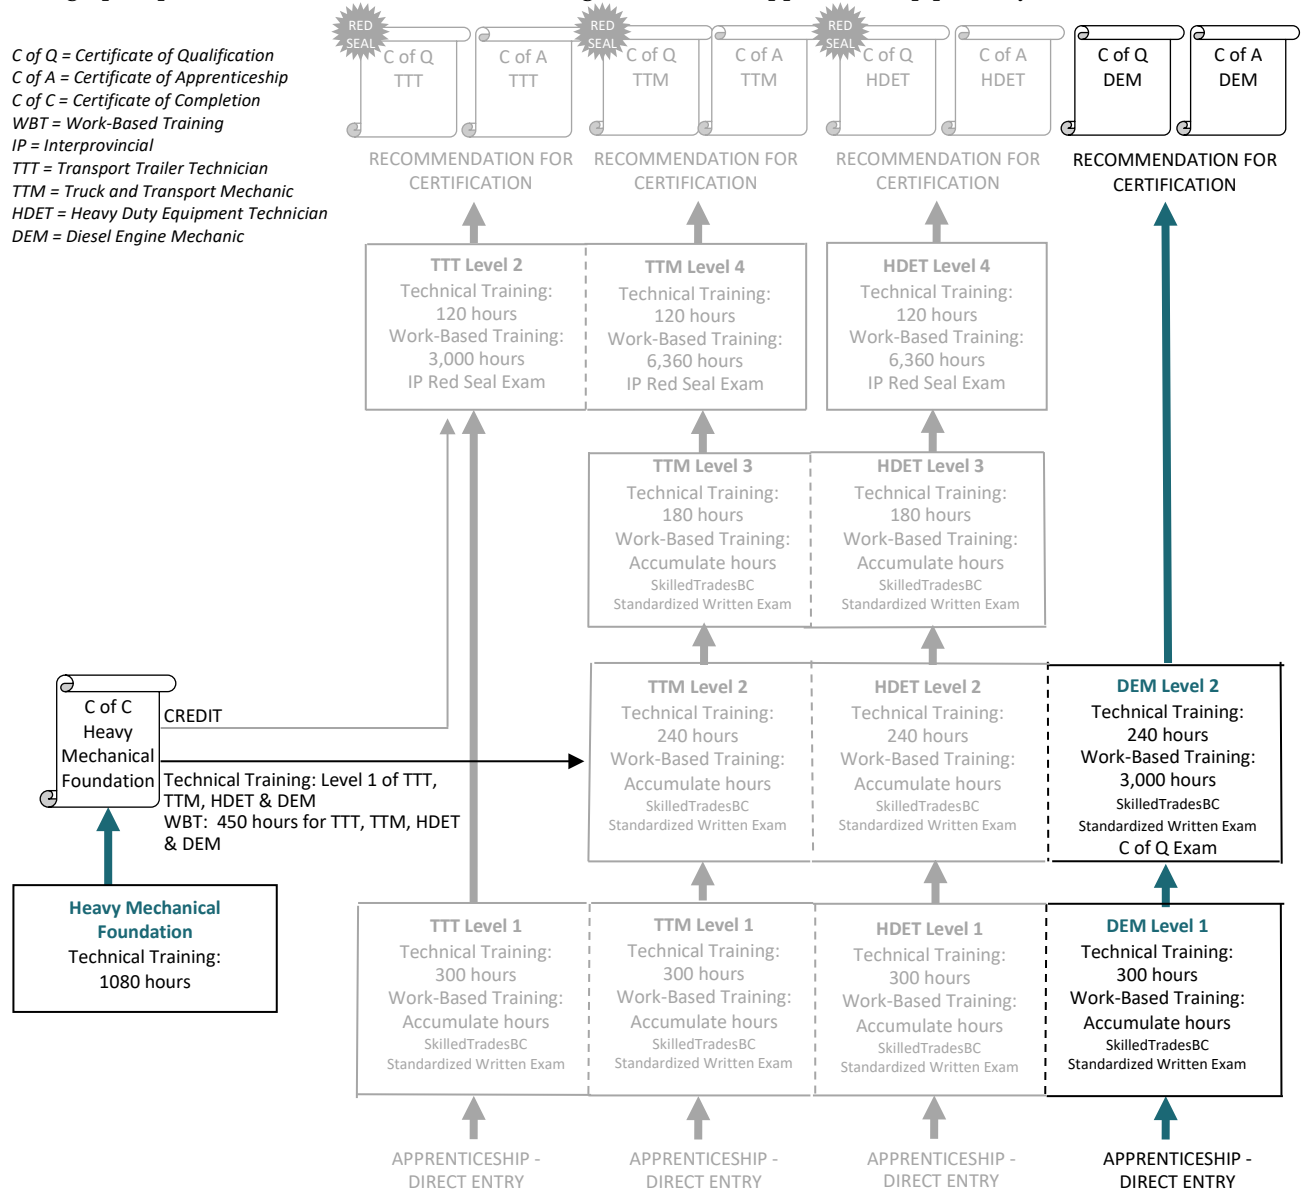 C of Q = Certificate of Qualification
C of A = Certificate of Apprenticeship
C of C = Certificate of Completion
WBT = Work-Based Training
IP = Interprovincial
TTT = Transport Trailer Technician
TTM = Truck and Transport Mechanic
HDET = Heavy Duty Equipment Technician
DEM = Diesel Engine Mechanic
RED
SEAL
C of Q
TTT
C of A
TTT
RED
SEAL
C of Q
TTM
C of A
TTM
RED
SEAL
C of Q
HDET
C of A
HDET
C of Q
DEM
C of A
DEM
RECOMMENDATION FOR
CERTIFICATION
RECOMMENDATION FOR
CERTIFICATION
RECOMMENDATION FOR
CERTIFICATION
RECOMMENDATION FOR
CERTIFICATION
TTT Level 2
Technical Training:
120 hours
Work-Based Training:
3,000 hours
IP Red Seal Exam
TTM Level 4
Technical Training:
120 hours
Work-Based Training:
6,360 hours
IP Red Seal Exam
HDET Level 4
Technical Training:
120 hours
Work-Based Training:
6,360 hours
IP Red Seal Exam
TTM Level 3
Technical Training:
180 hours
Work-Based Training:
Accumulate hours
SkilledTradesBC
Standardized Written Exam
HDET Level 3
Technical Training:
180 hours
Work-Based Training:
Accumulate hours
SkilledTradesBC
Standardized Written Exam
C of C
Heavy
Mechanical
Foundation
CREDIT
Technical Training: Level 1 of TTT,
TTM, HDET & DEM
WBT: 450 hours for TTT, TTM, HDET
& DEM
TTM Level 2
Technical Training:
240 hours
Work-Based Training:
Accumulate hours
SkilledTradesBC
Standardized Written Exam
HDET Level 2
Technical Training:
240 hours
Work-Based Training:
Accumulate hours
SkilledTradesBC
Standardized Written Exam
DEM Level 2
Technical Training:
240 hours
Work-Based Training:
3,000 hours
SkilledTradesBC
Standardized Written Exam
C of Q Exam
Heavy Mechanical
Foundation
Technical Training:
1080 hours
TTT Level 1
Technical Training:
300 hours
Work-Based Training:
Accumulate hours
SkilledTradesBC
Standardized Written Exam
TTM Level 1
Technical Training:
300 hours
Work-Based Training:
Accumulate hours
SkilledTradesBC
Standardized Written Exam
HDET Level 1
Technical Training:
300 hours
Work-Based Training:
Accumulate hours
SkilledTradesBC
Standardized Written Exam
DEM Level 1
Technical Training:
300 hours
Work-Based Training:
Accumulate hours
SkilledTradesBC
Standardized Written Exam
APPRENTICESHIP -
DIRECT ENTRY
APPRENTICESHIP -
DIRECT ENTRY
APPRENTICESHIP -
DIRECT ENTRY
APPRENTICESHIP -
DIRECT ENTRY